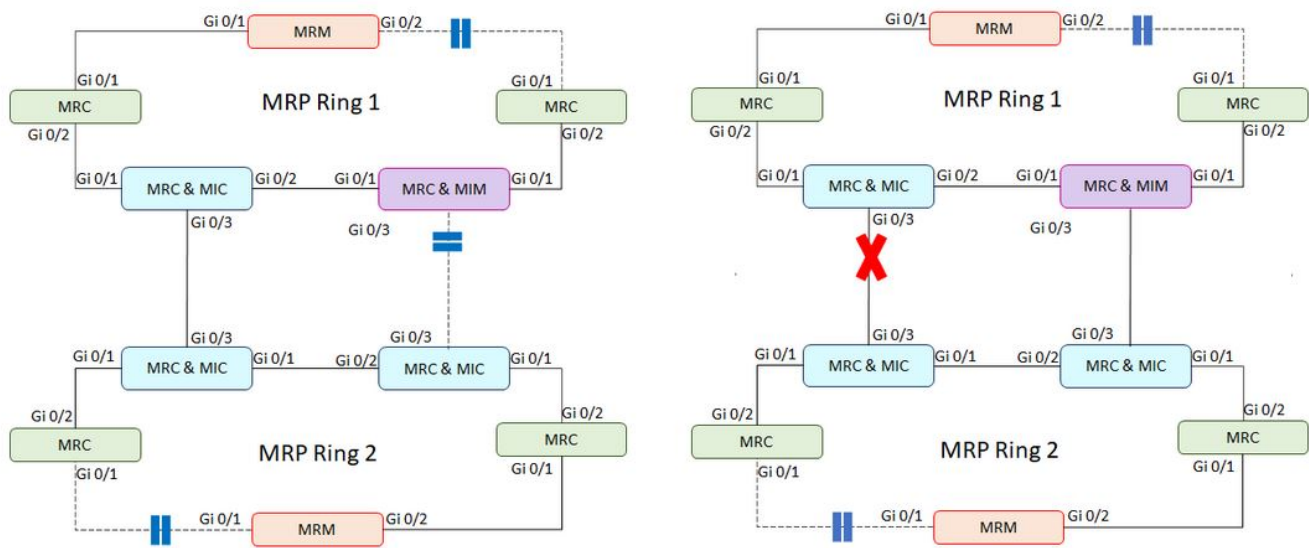 Gi 0/1
MRM
Gi 0/2
Gi 0/1
Gi 0/1
MRC
MRP Ring 1
MRC
Gi 0/2
Gi 0/2
Gi 0/1
MRC & MIC
Gi 0/2
Gi 0/1
MRC & MIM
Gi 0/1
Gi 0/3
Gi 0/3
Gi 0/3
Gi 0/3
Gi 0/1
MRC & MIC
Gi 0/1
Gi 0/2
MRC & MIC
Gi 0/1
Gi 0/2
Gi 0/2
MRC
MRP Ring 2
MRC
Gi 0/1
Gi 0/1
Gi 0/1
MRM
Gi 0/2
Gi 0/1
MRM
Gi 0/2
Gi 0/1
Gi 0/1
MRC
MRP Ring 1
MRC
Gi 0/2
Gi 0/2
Gi 0/1
MRC & MIC
Gi 0/2
Gi 0/1
MRC & MIM
Gi 0/1
Gi 0/3
Gi 0/3
Gi 0/3
Gi 0/3
Gi 0/1
MRC & MIC
Gi 0/1
Gi 0/2
MRC & MIC
Gi 0/1
Gi 0/2
Gi 0/2
MRC
MRP Ring 2
MRC
Gi 0/1
Gi 0/1
Gi 0/1
MRM
Gi 0/2